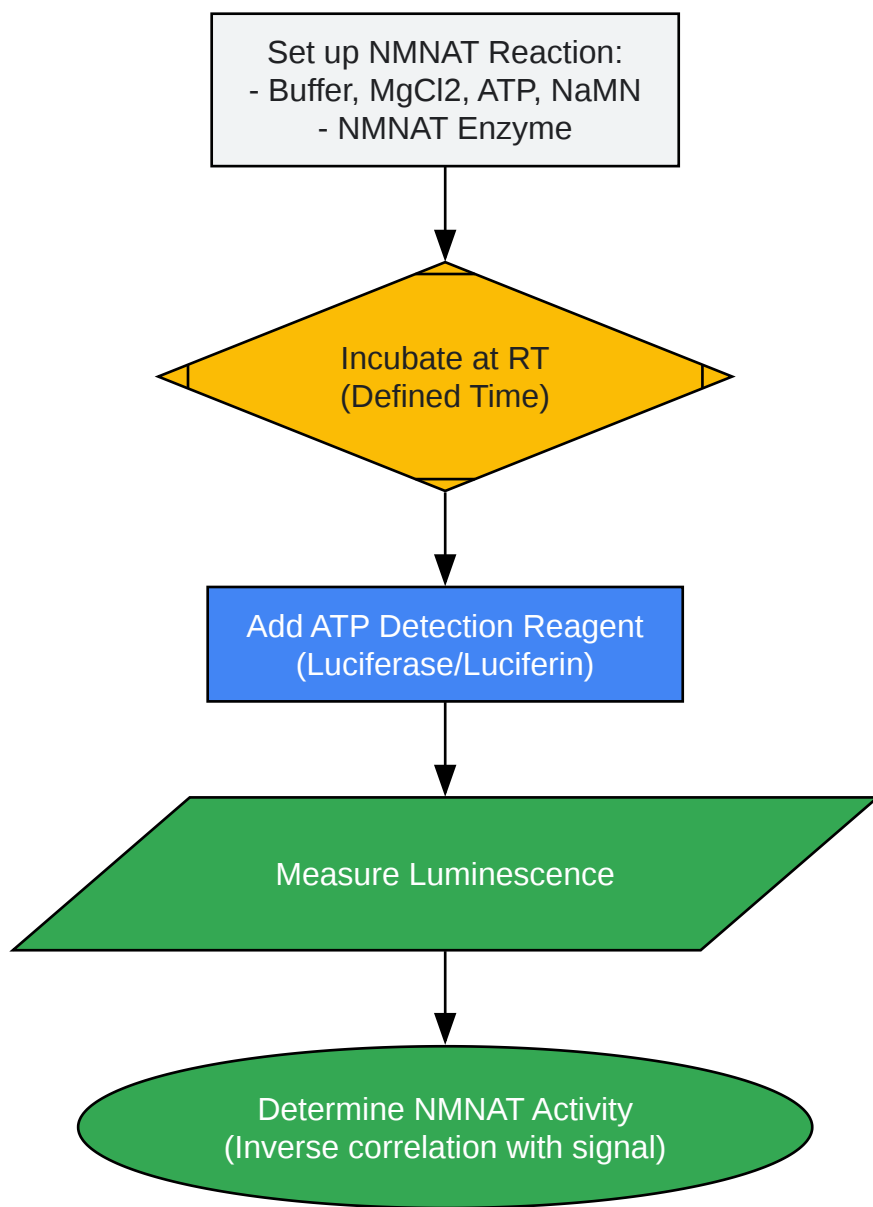 Set up NMNAT Reaction:
- Buffer, MgCl2, ATP, NaMN
- NMNAT Enzyme
Incubate at RT
(Defined Time)
Add ATP Detection Reagent
(Luciferase/Luciferin)
Measure Luminescence
Determine NMNAT Activity
(Inverse correlation with signal)